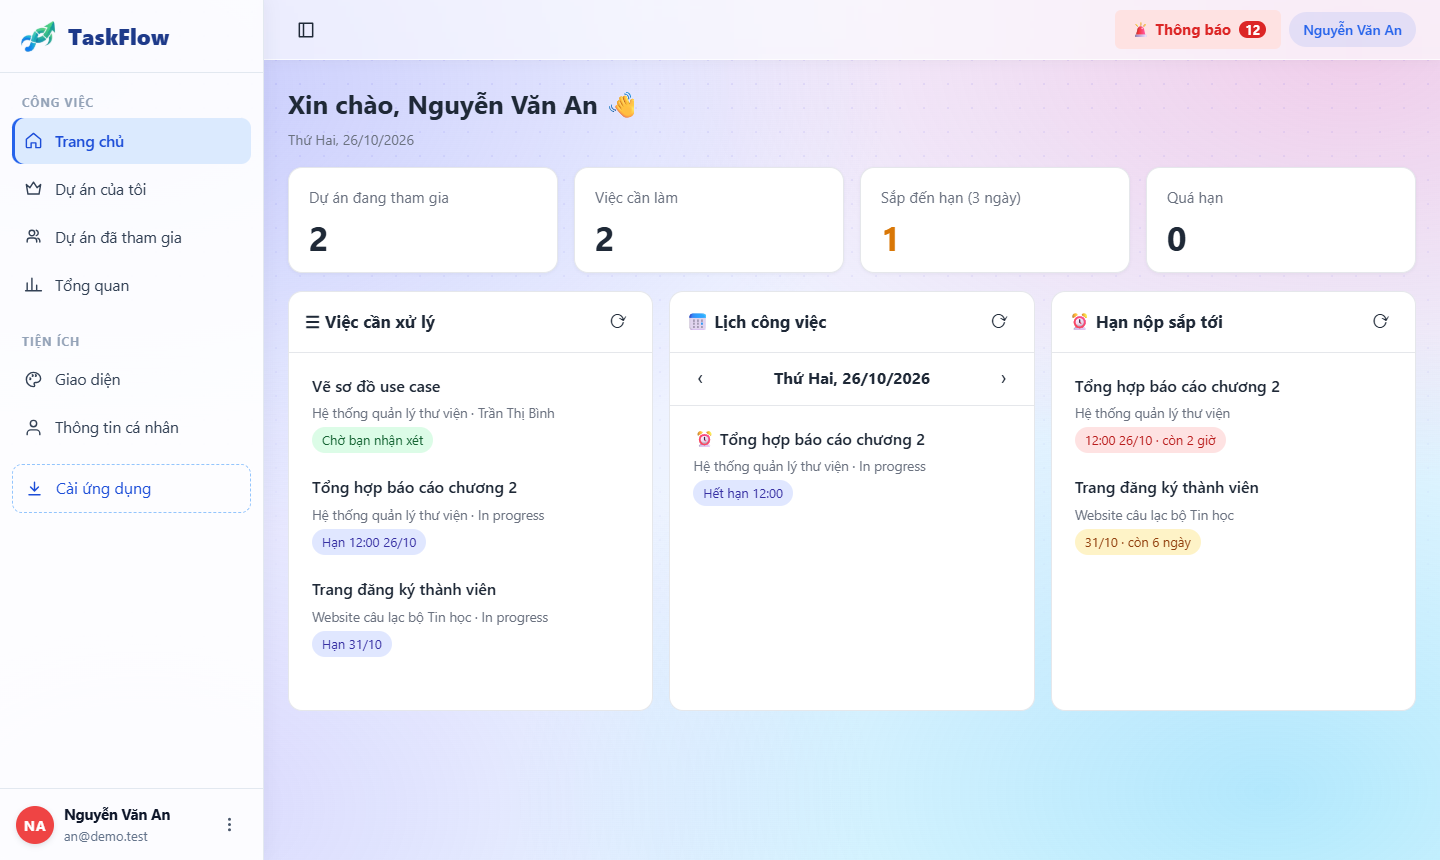 TaskFlow
Thông báo 12
Nguyễn Văn An
CÔNG VIỆC
Trang chủ
Dự án của tôi
Dự án đã tham gia
Tổng quan
TIỆN ÍCH
Giao diện
Thông tin cá nhân
Cài ứng dụng
NA
Nguyễn Văn An
an@demo.test
Xin chào, Nguyễn Văn An 👋
Thứ Hai, 26/10/2026
Dự án đang tham gia
2
Việc cần làm
2
Sắp đến hạn (3 ngày)
1
Quá hạn
0
Việc cần xử lý
Vẽ sơ đồ use case
Hệ thống quản lý thư viện · Trần Thị Bình
Chờ bạn nhận xét
Tổng hợp báo cáo chương 2
Hệ thống quản lý thư viện · In progress
Hạn 12:00 26/10
Trang đăng ký thành viên
Website câu lạc bộ Tin học · In progress
Hạn 31/10
Lịch công việc
‹ Thứ Hai, 26/10/2026 ›
Tổng hợp báo cáo chương 2
Hệ thống quản lý thư viện · In progress
Hết hạn 12:00
Hạn nộp sắp tới
Tổng hợp báo cáo chương 2
Hệ thống quản lý thư viện
12:00 26/10 · còn 2 giờ
Trang đăng ký thành viên
Website câu lạc bộ Tin học
31/10 · còn 6 ngày